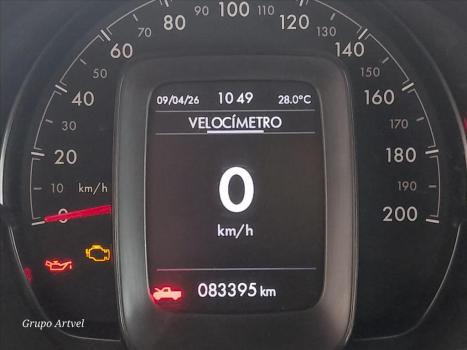 80 90 100 110 120
70 130
60 140
50 150
40 160
30 170
20 180
10 km/h 190
0 200
09/04/26 10 49 28.0°C
VELOCÍMETRO
0
km/h
083395 km
Grupo Artvel